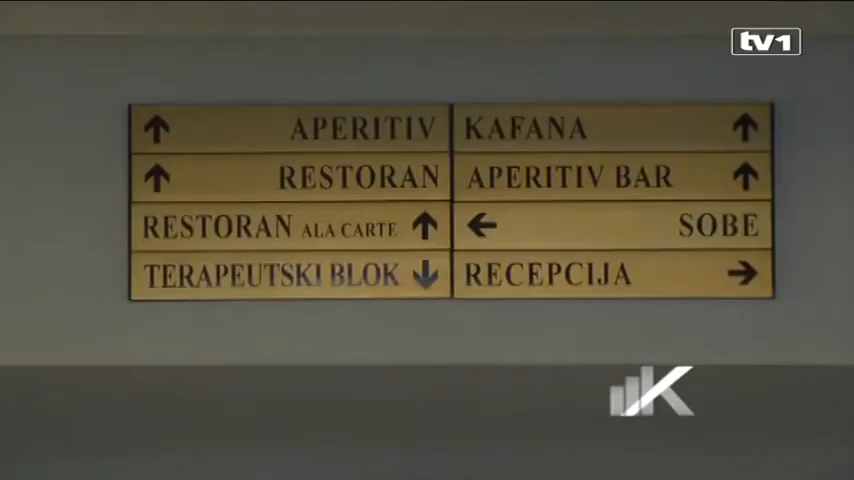 tv1
↑ APERITIV
↑ RESTORAN
RESTORAN ALA CARTE ↑
TERAPEUTSKI BLOK ↓
KAFANA ↑
APERITIV BAR ↑
← SOBE
RECEPCIJA →
K